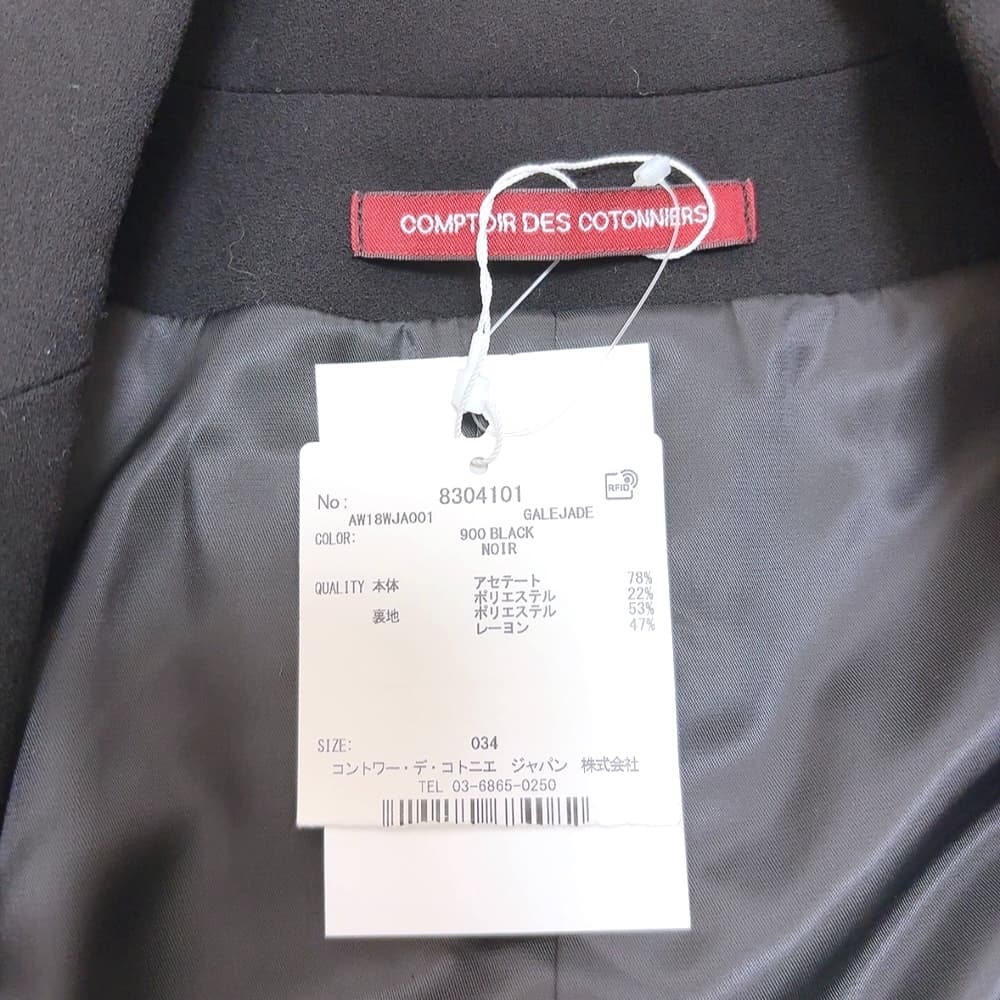 COMPTOIR DES COTONNIERS
No: 8304101 RFID
AW18WJA001 GALEJADE
COLOR: 900 BLACK
NOIR
QUALITY 本体 アセテート 78%
ポリエステル 22%
裏地 ポリエステル 53%
レーヨン 47%
SIZE: 034
コントワー・デ・コトニエ ジャパン 株式会社
TEL 03-6865-0250